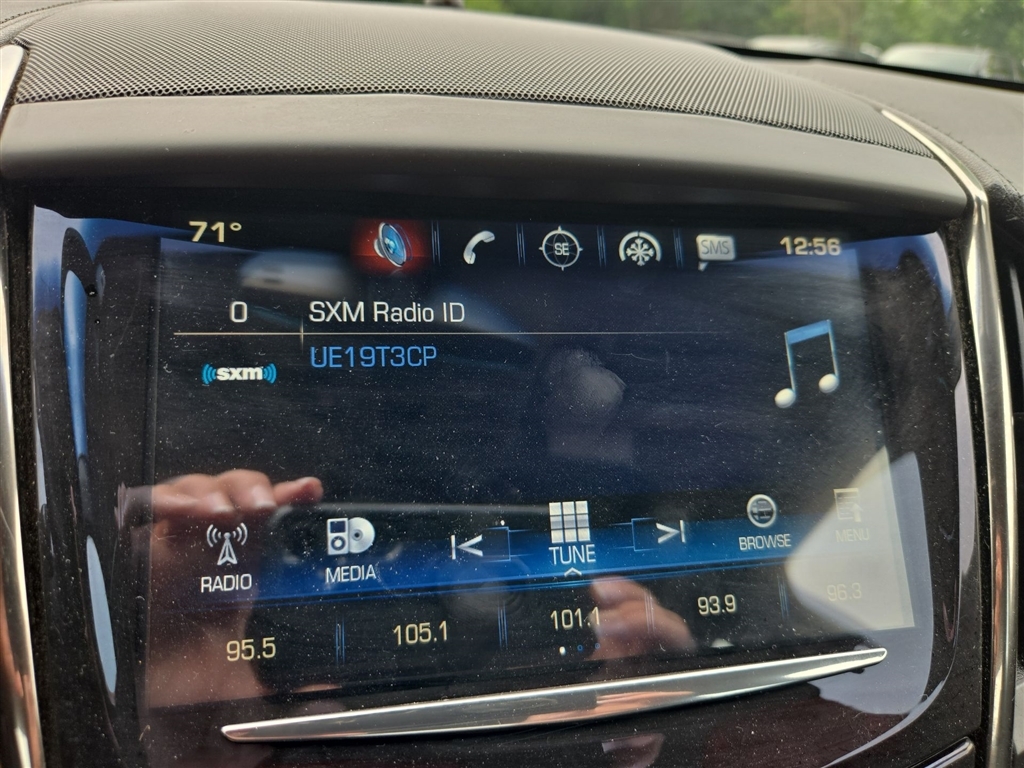 71°
SE
SMS
12:56
0
SXM Radio ID
UE19T3CP
sxm
RADIO
MEDIA
TUNE
BROWSE
MENU
95.5
105.1
101.1
93.9
96.3